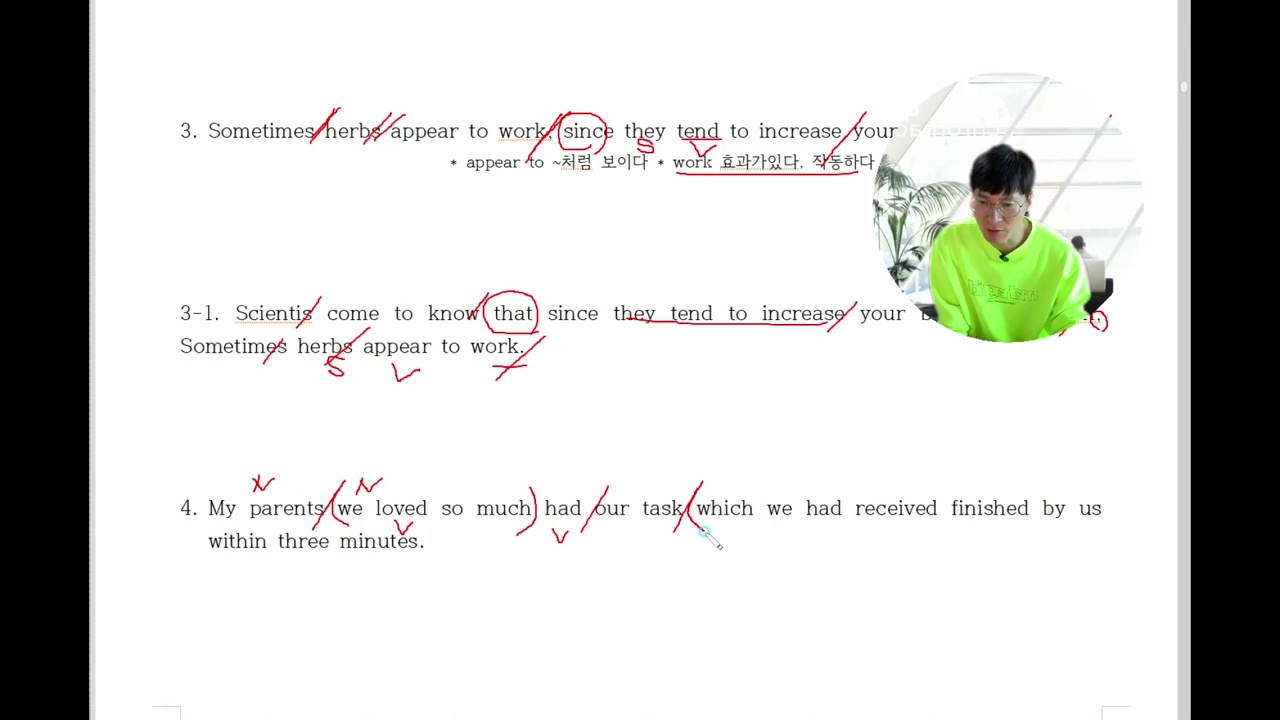 3. Sometimes herbs appear to work, since they tend to increase your
* appear to ~처럼 보이다 * work 효과가있다, 작동하다
3-1. Scientis come to know that since they tend to increase your
Sometimes herbs appear to work.
S V
S V
N N
4. My parents we loved so much had our task which we had received finished by us
V V
within three minutes.